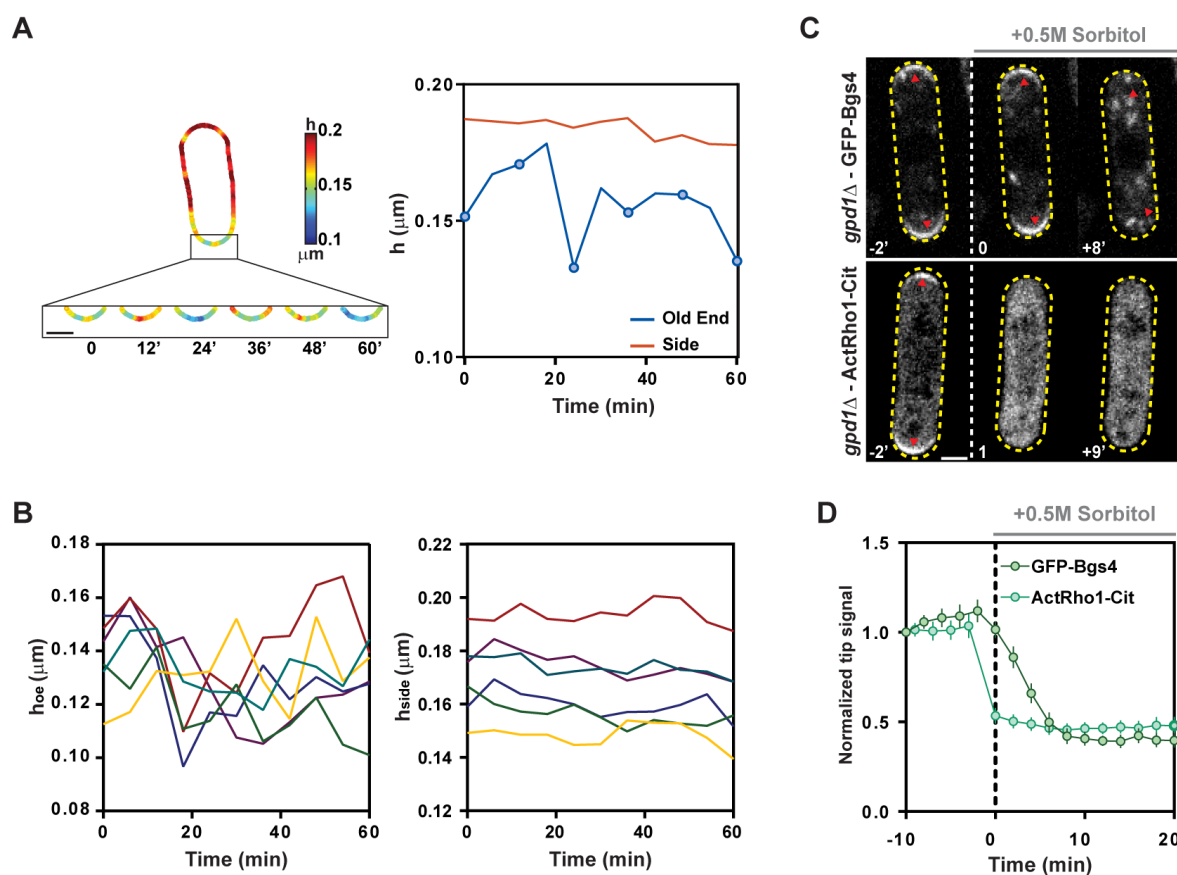 A
h
0.2
0.15
0.1
μm
0 12’ 24’ 36’ 48’ 60’
0.20
0.15
0.10
h (μm)
Old End
Side
0 20 40 60
Time (min)
B
0.18
0.16
0.14
0.12
0.10
0.08
hoe (μm)
0 20 40 60
Time (min)
0.22
0.20
0.18
0.16
0.14
0.12
hside (μm)
0 20 40 60
Time (min)
C
+0.5M Sorbitol
gpd1Δ - GFP-Bgs4
-2’ 0 +8’
gpd1Δ - ActRho1-Cit
-2’ 1 +9’
D
+0.5M Sorbitol
1.5
1.0
0.5
0.0
Normalized tip signal
GFP-Bgs4
ActRho1-Cit
-10 0 10 20
Time (min)